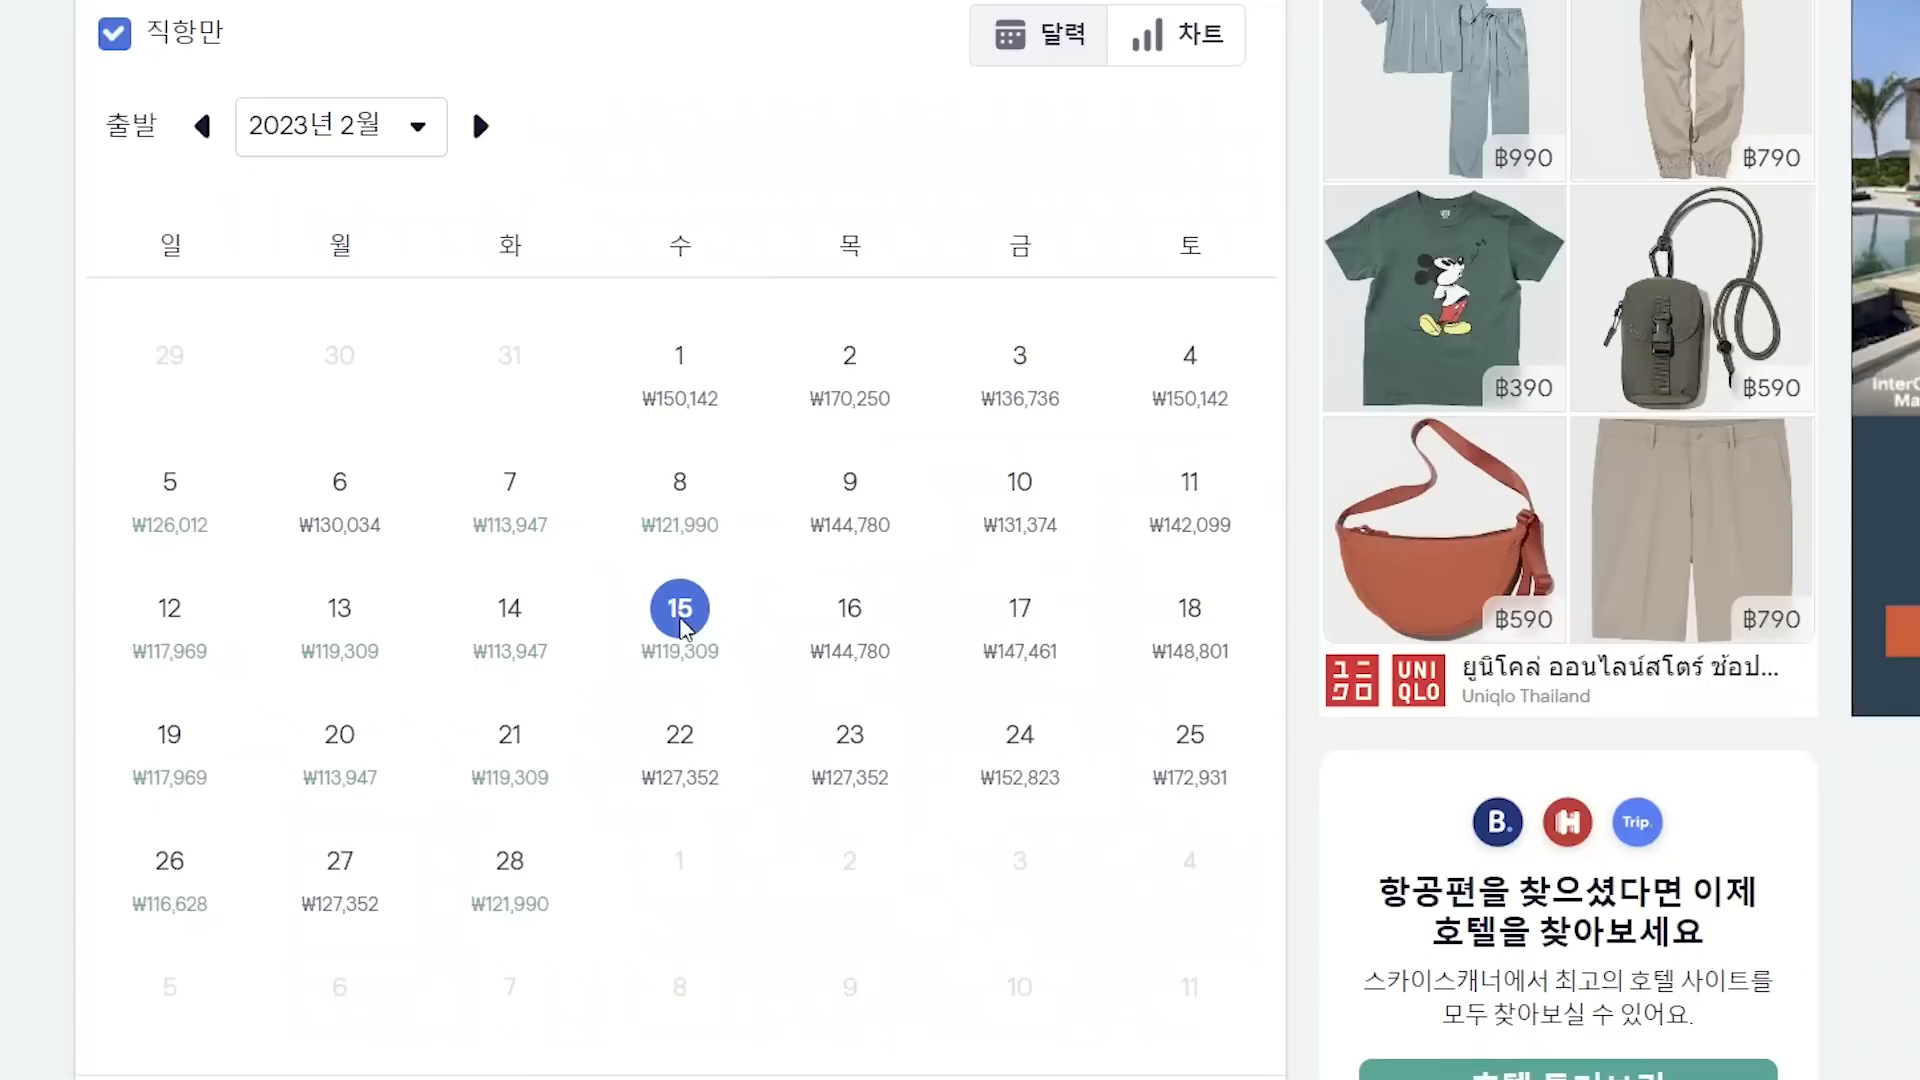 직항만
달력
차트
출발
2023년 2월
일 월 화 수 목 금 토
29 30 31 1 2 3 4
₩150,142 ₩170,250 ₩136,736 ₩150,142
5 6 7 8 9 10 11
₩126,012 ₩130,034 ₩113,947 ₩121,990 ₩144,780 ₩131,374 ₩142,099
12 13 14 15 16 17 18
₩117,969 ₩119,309 ₩113,947 ₩119,309 ₩144,780 ₩147,461 ₩148,801
19 20 21 22 23 24 25
₩117,969 ₩113,947 ₩119,309 ₩127,352 ₩127,352 ₩152,823 ₩172,931
26 27 28 1 2 3 4
₩116,628 ₩127,352 ₩121,990
5 6 7 8 9 10 11
฿990 ฿790
฿390 ฿590
฿590 ฿790
ユニ
クロ
UNI
QLO
ยูนิโคล่ ออนไลน์สโตร์ ช้อป...
Uniqlo Thailand
B. H Trip.
항공편을 찾으셨다면 이제
호텔을 찾아보세요
스카이스캐너에서 최고의 호텔 사이트를
모두 찾아보실 수 있어요.
InterC
Ma